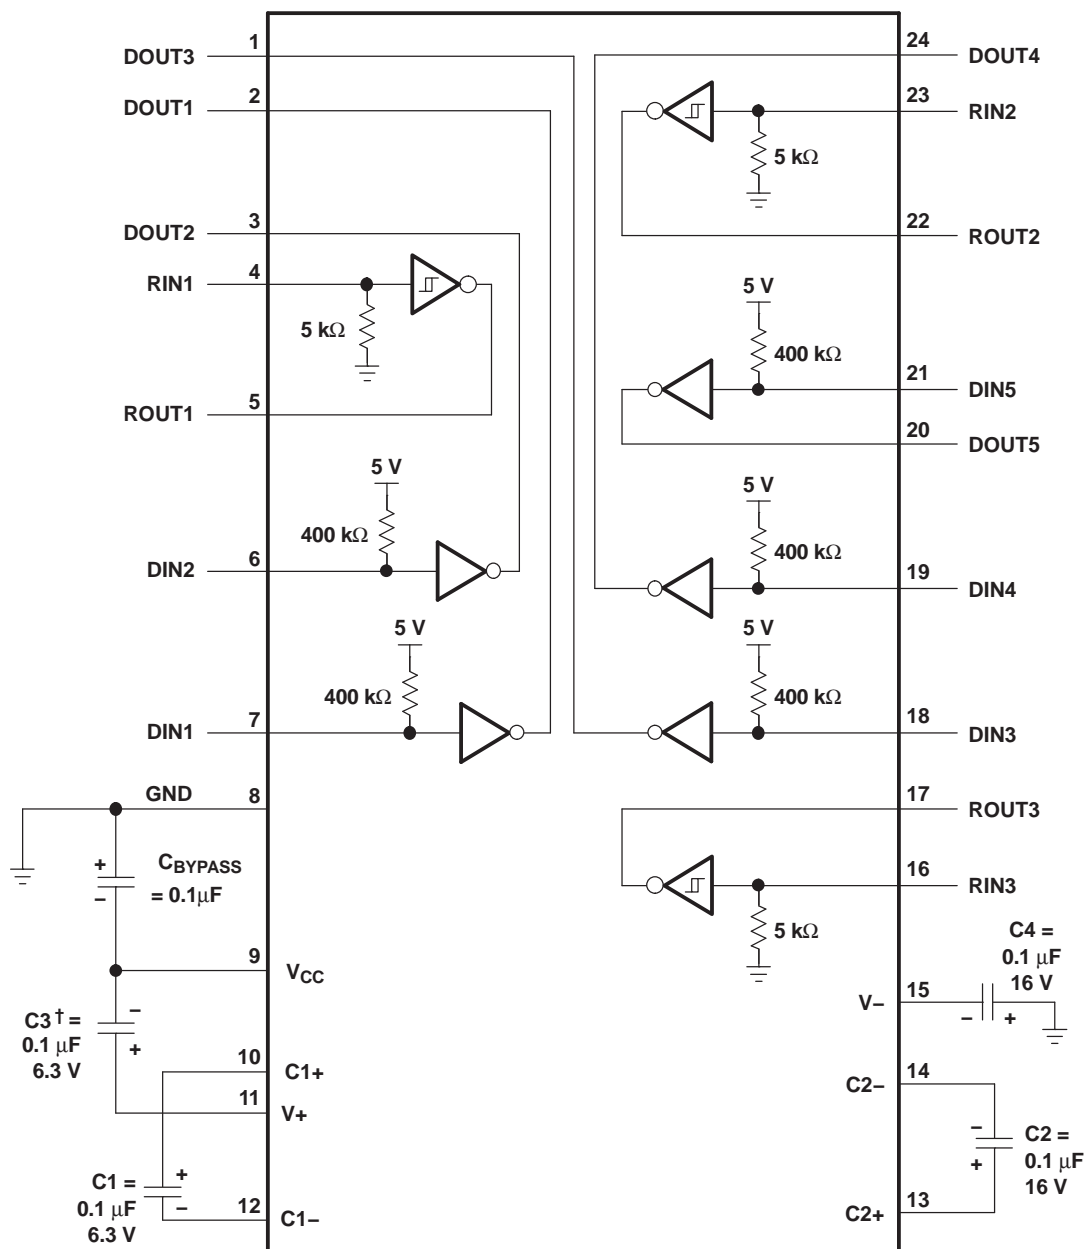 1
DOUT3
2
DOUT1
3
DOUT2
4
RIN1
5 kΩ
5
ROUT1
5 V
400 kΩ
6
DIN2
5 V
400 kΩ
7
DIN1
GND
8
+
CBYPASS
= 0.1µF
−
9
VCC
−
C3† =
0.1 µF
6.3 V
+
10
C1+
11
V+
C1 =
0.1 µF
6.3 V
+
−
12
C1−
24
DOUT4
23
RIN2
5 kΩ
22
ROUT2
5 V
400 kΩ
21
DIN5
20
DOUT5
5 V
400 kΩ
19
DIN4
5 V
400 kΩ
18
DIN3
17
ROUT3
16
RIN3
5 kΩ
C4 =
0.1 µF
16 V
15
V−
−
+
14
C2−
−
C2 =
0.1 µF
16 V
+
13
C2+